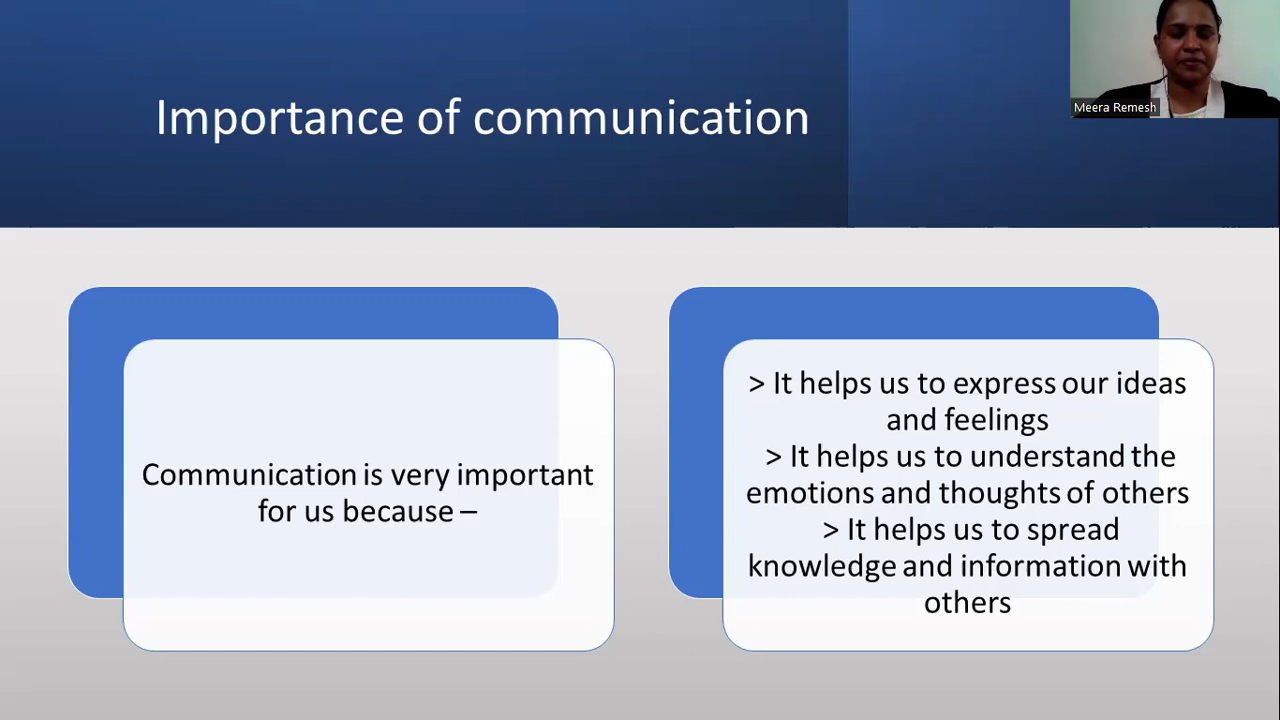 Importance of communication
Meera Remesh
Communication is very important
for us because –
> It helps us to express our ideas
and feelings
> It helps us to understand the
emotions and thoughts of others
> It helps us to spread
knowledge and information with
others